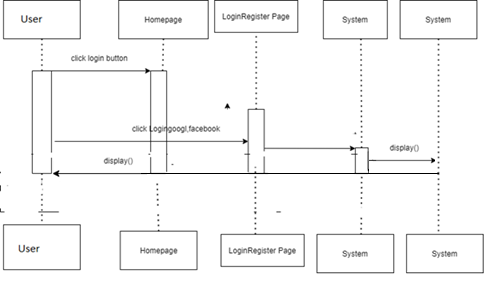 User
Homepage
LoginRegister Page
System
System
click login button
click Logingoogl,facebook
display()
display()
User
Homepage
LoginRegister Page
System
System